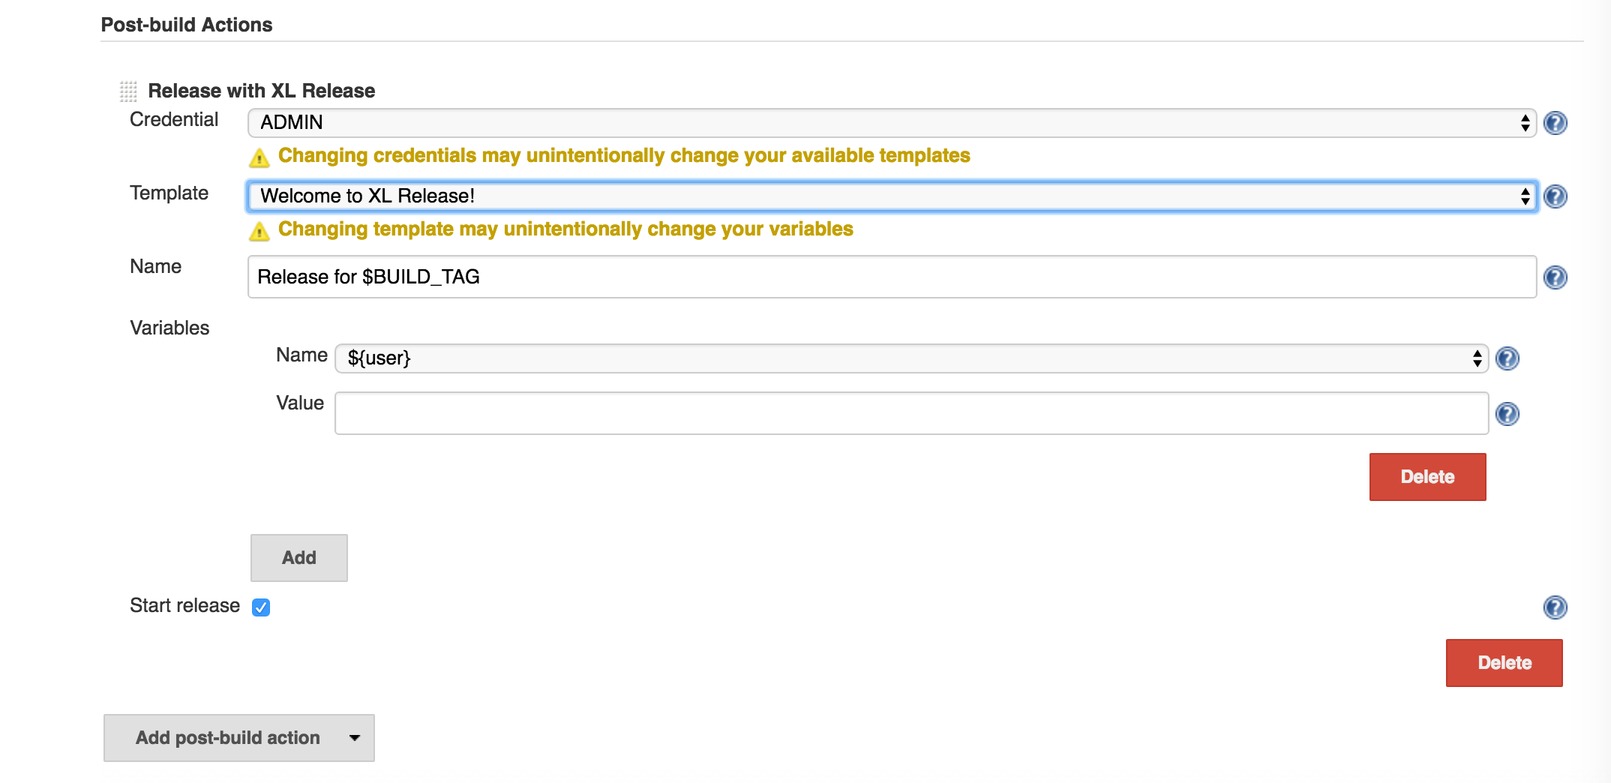 Post-build Actions
Release with XL Release
Credential
ADMIN
Changing credentials may unintentionally change your available templates
Template
Welcome to XL Release!
Changing template may unintentionally change your variables
Name
Release for $BUILD_TAG
Variables
Name
${user}
Value
Delete
Add
Start release
Delete
Add post-build action